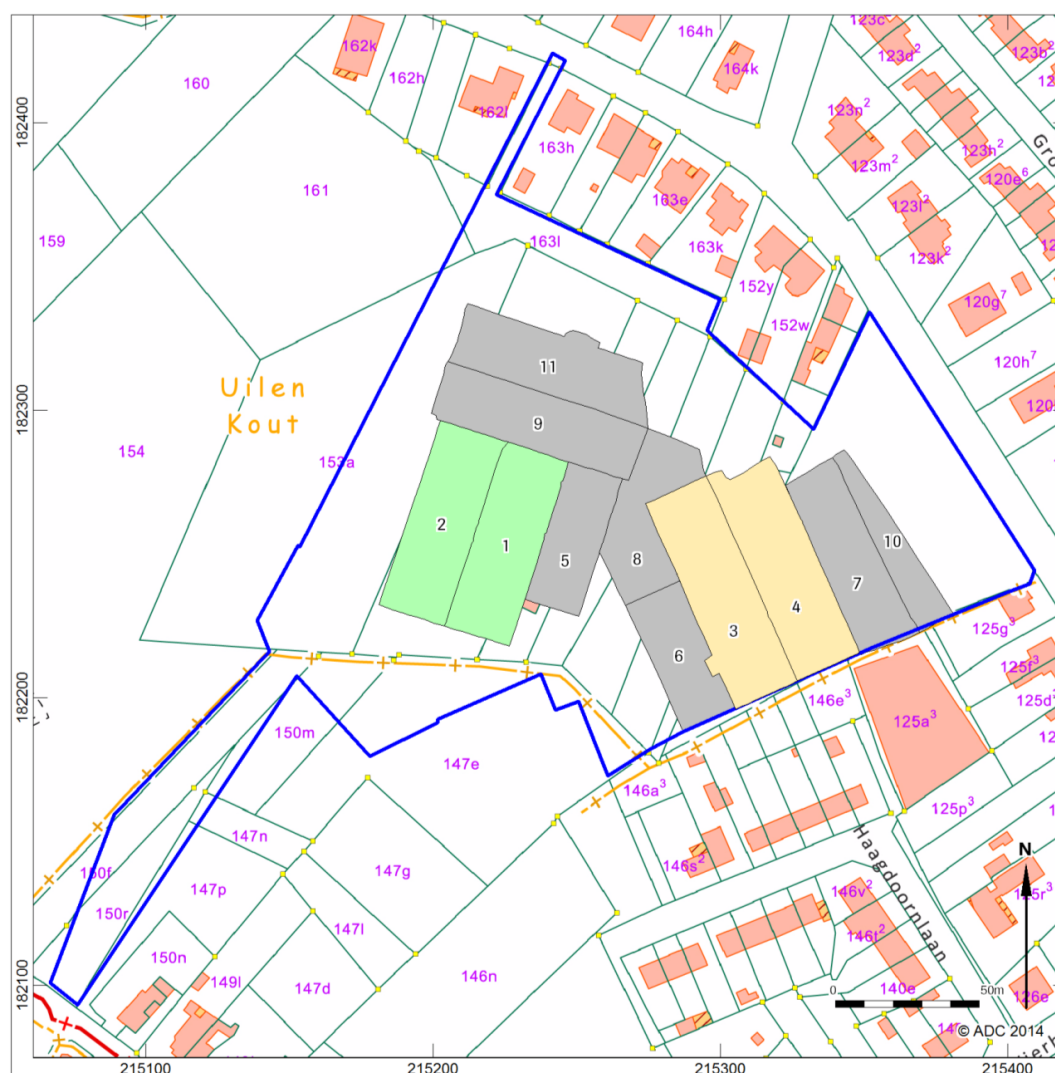 164h
123c
123d²
123b²
162k
164k
160
162h
123n²
162l
182400
163h
123m²
123h²
120e⁶
161
163e
123l²
159
163l
163k
123k²
152y
120g⁷
152w
120h⁷
11
Uilen
Kout
182300
9
154
153a
2
1
10
5
8
7
4
3
6
125g³
125f³
182200
146e³
125d³
150m
125a³
147e
146a³
125p³
147n
Haagdoornlaan
146s²
N
150f
147g
147p
146v²
125r³
150r
147l
146t²
150n
149l
146n
147d
140e
126e
182100
0
50m
© ADC 2014
215100
215200
215300
215400